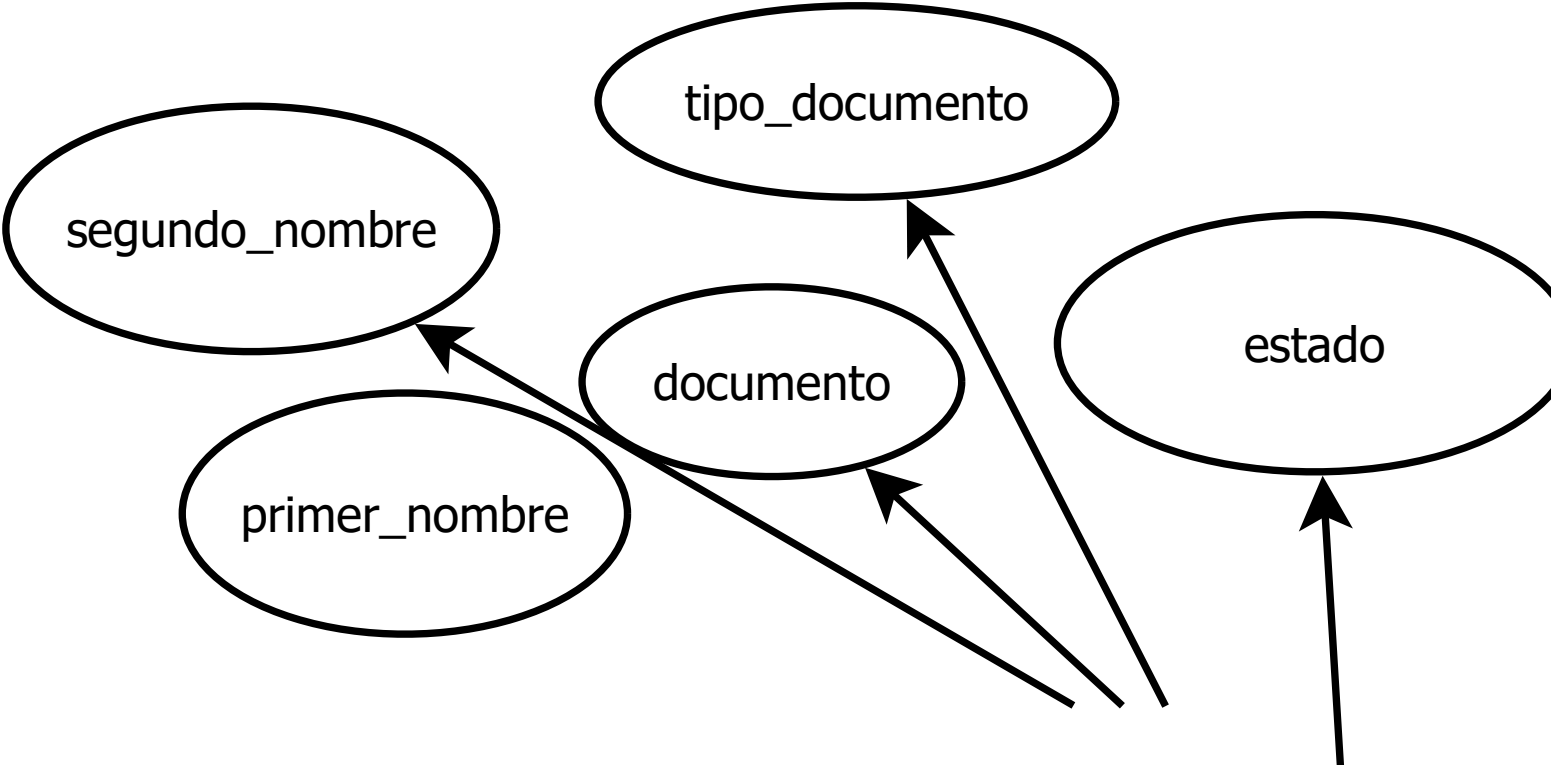 tipo_documento
segundo_nombre
estado
documento
primer_nombre